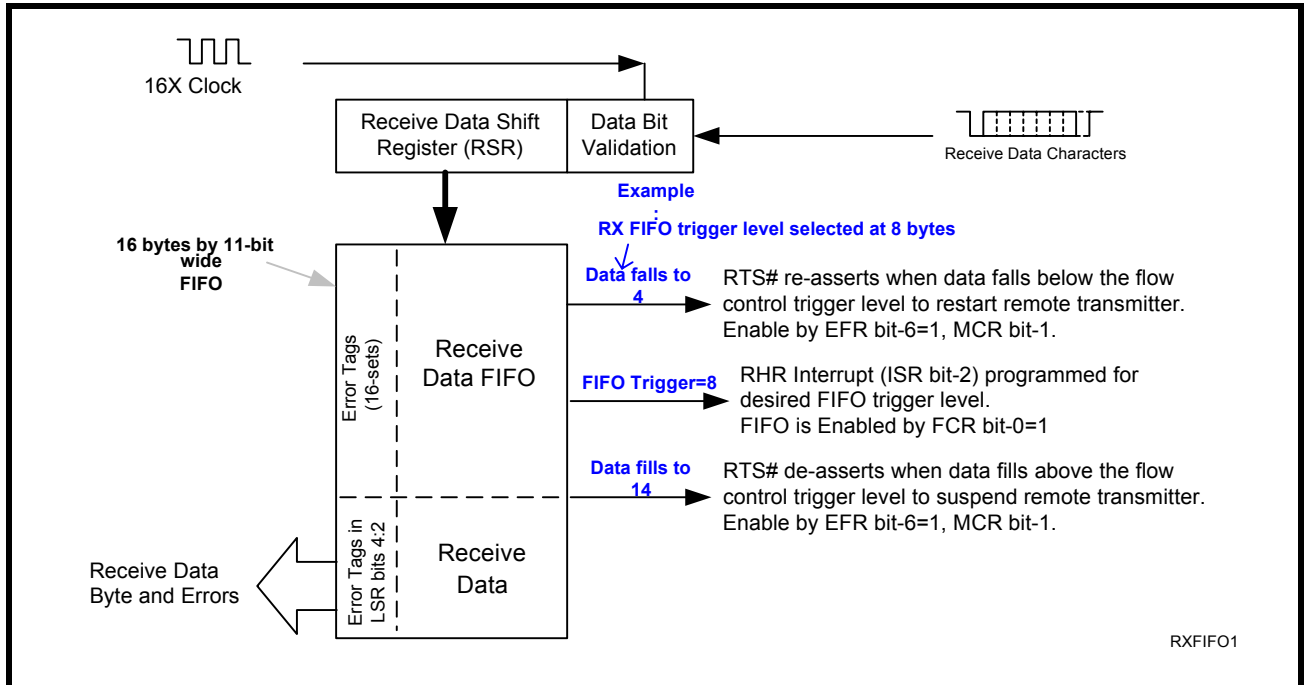 16X Clock
Receive Data Shift
Register (RSR)
Data Bit
Validation
Receive Data Characters
Example
:
RX FIFO trigger level selected at 8 bytes
16 bytes by 11-bit
wide
FIFO
Error Tags
(16-sets)
Receive
Data FIFO
Data falls to
4
RTS# re-asserts when data falls below the flow
control trigger level to restart remote transmitter.
Enable by EFR bit-6=1, MCR bit-1.
FIFO Trigger=8
RHR Interrupt (ISR bit-2) programmed for
desired FIFO trigger level.
FIFO is Enabled by FCR bit-0=1
Data fills to
14
RTS# de-asserts when data fills above the flow
control trigger level to suspend remote transmitter.
Enable by EFR bit-6=1, MCR bit-1.
Error Tags in
LSR bits 4:2
Receive
Data
Receive Data
Byte and Errors
RXFIFO1